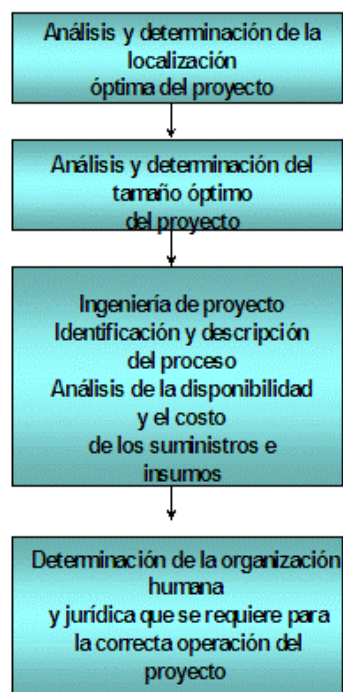 Análisis y determinación de la
localización
óptima del proyecto
Análisis y determinación del
tamaño óptimo
del proyecto
Ingeniería de proyecto
Identificación y descripción
del proceso
Análisis de la disponibilidad
y el costo
de los suministros e
insumos
Determinación de la organización
humana
y jurídica que se requiere para
la correcta operación del
proyecto